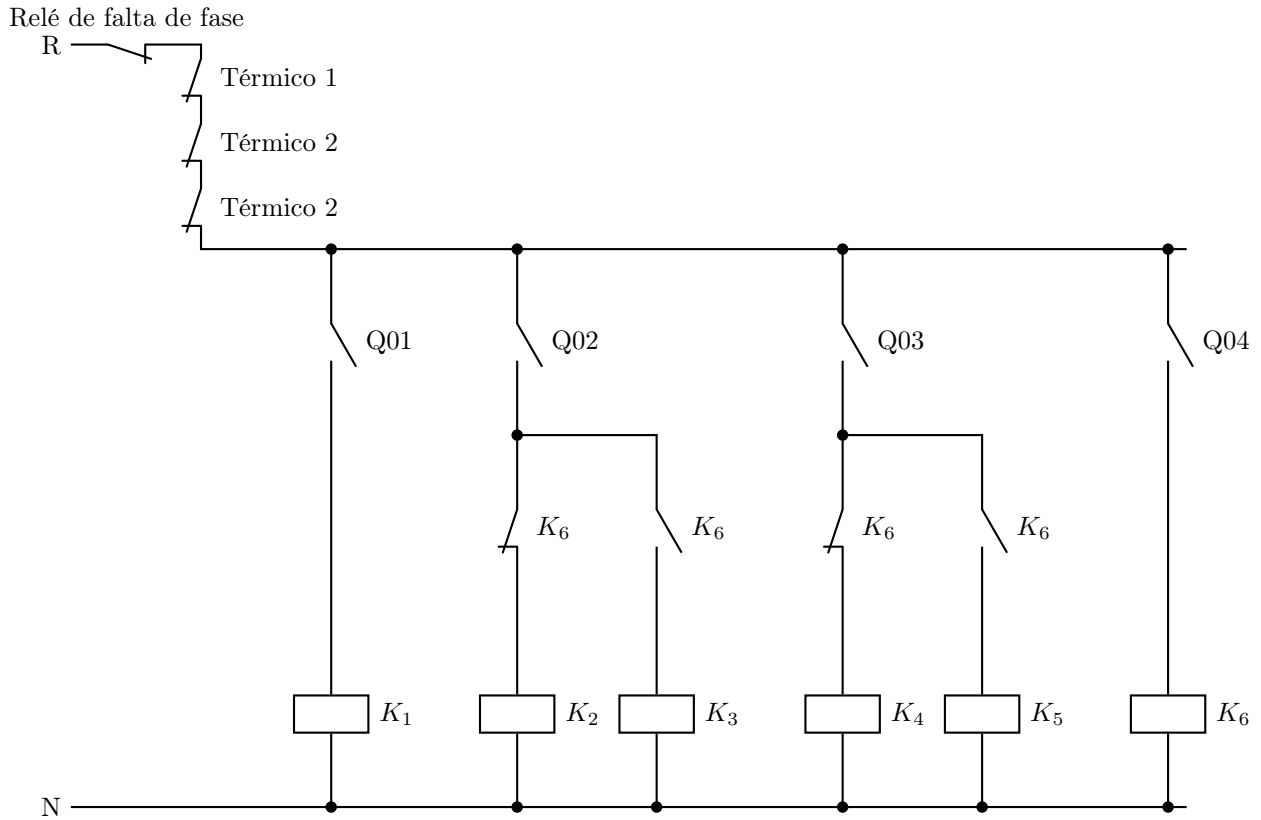 Relé de falta de fase
R
Térmico 1
Térmico 2
Térmico 2
Q01 Q02 Q03 Q04
K₆ K₆ K₆ K₆
K₁ K₂ K₃ K₄ K₅ K₆
N